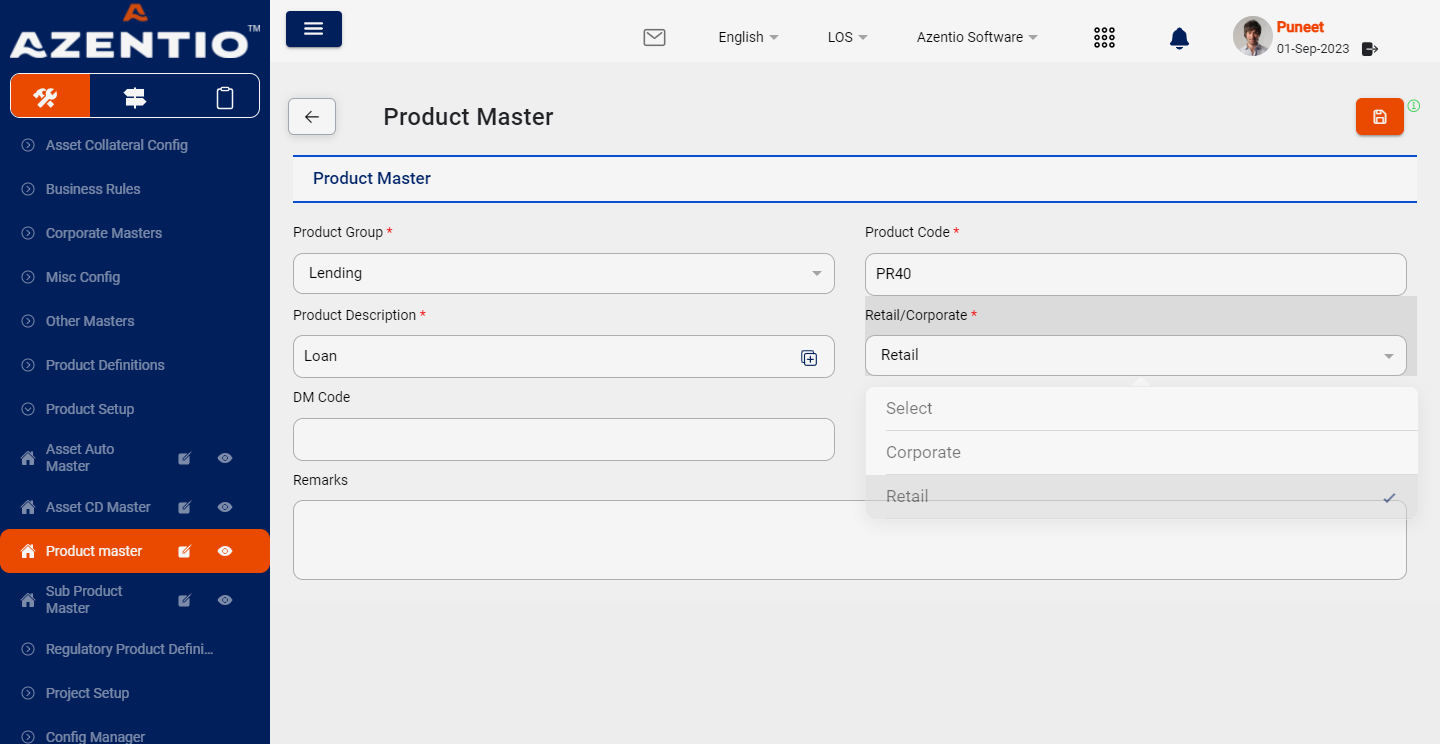 AZENTIO™
English
LOS
Azentio Software
Puneet
01-Sep-2023
Asset Collateral Config
Business Rules
Corporate Masters
Misc Config
Other Masters
Product Definitions
Product Setup
Asset Auto
Master
Asset CD Master
Product master
Sub Product
Master
Regulatory Product Defini...
Project Setup
Config Manager
Product Master
Product Master
Product Group *
Lending
Product Code *
PR40
Product Description *
Loan
Retail/Corporate *
Retail
Select
Corporate
Retail
DM Code
Remarks